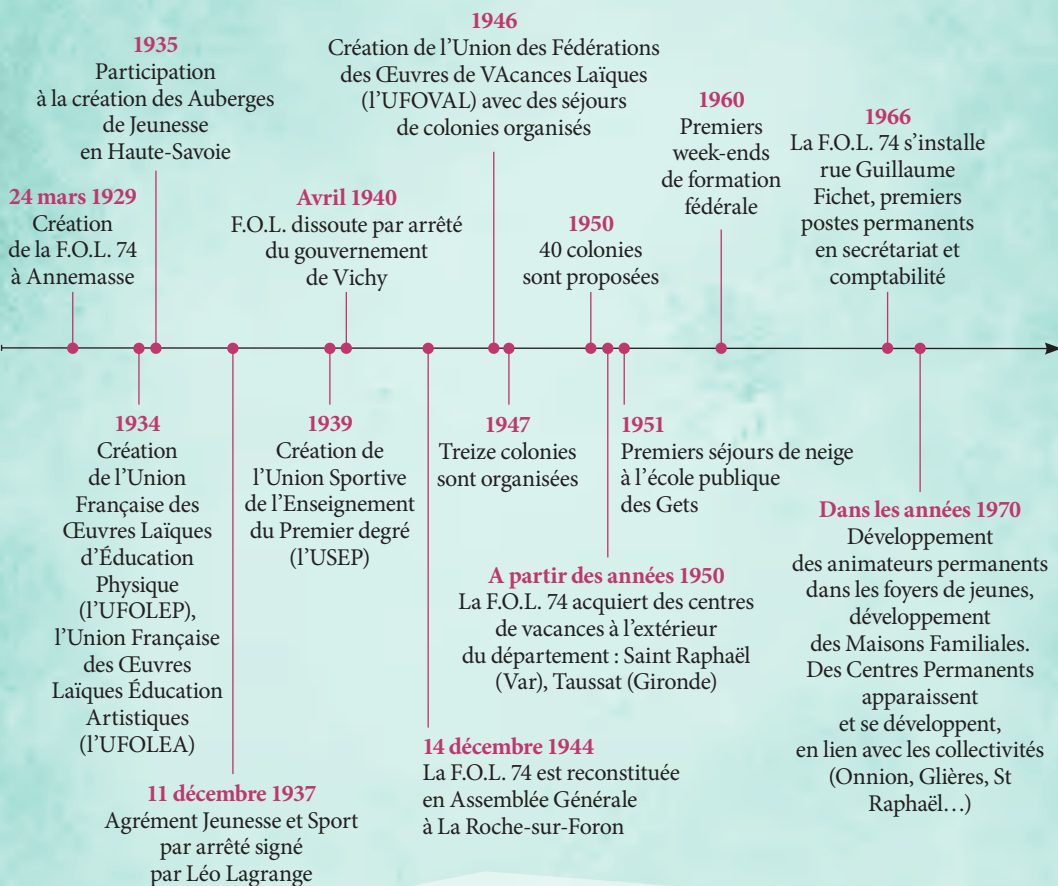 1935
Participation
à la création des Auberges
de Jeunesse
en Haute-Savoie
1946
Création de l'Union des Fédérations
des Œuvres de VAcances Laïques
(l'UFOVAL) avec des séjours
de colonies organisés
1960
Premiers
week-ends
de formation
fédérale
1966
La F.O.L. 74 s'installe
rue Guillaume
Fichet, premiers
postes permanents
en secrétariat et
comptabilité
24 mars 1929
Création
de la F.O.L. 74
à Annemasse
Avril 1940
F.O.L. dissoute par arrêté
du gouvernement
de Vichy
1950
40 colonies
sont proposées
1934
Création
de l'Union
Française des
Œuvres Laïques
d'Éducation
Physique
(l'UFOLEP),
l'Union Française
des Œuvres
Laïques Éducation
Artistiques
(l'UFOLEA)
1939
Création de
l'Union Sportive
de l'Enseignement
du Premier degré
(l'USEP)
1947
Treize colonies
sont organisées
1951
Premiers séjours de neige
à l'école publique
des Gets
A partir des années 1950
La F.O.L. 74 acquiert des centres
de vacances à l'extérieur
du département : Saint Raphaël
(Var), Taussat (Gironde)
Dans les années 1970
Développement
des animateurs permanents
dans les foyers de jeunes,
développement
des Maisons Familiales.
Des Centres Permanents
apparaissent
et se développent,
en lien avec les collectivités
(Onnion, Glières, St
Raphaël…)
11 décembre 1937
Agrément Jeunesse et Sport
par arrêté signé
par Léo Lagrange
14 décembre 1944
La F.O.L. 74 est reconstituée
en Assemblée Générale
à La Roche-sur-Foron